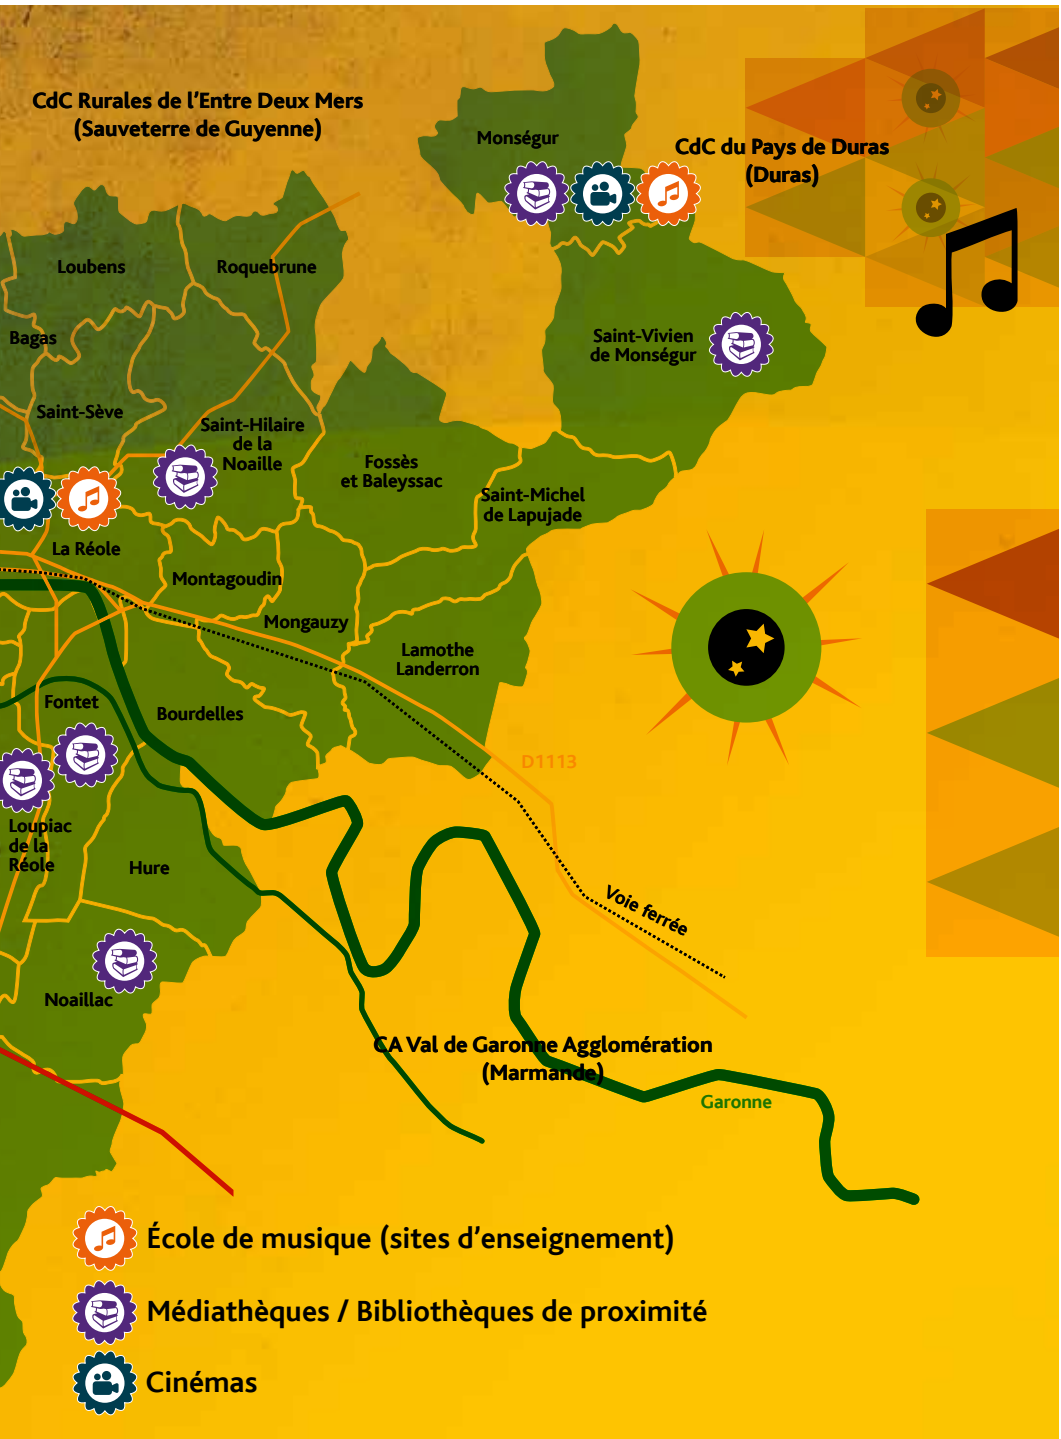 CdC Rurales de l'Entre Deux Mers
(Sauveterre de Guyenne)
Monségur
CdC du Pays de Duras
(Duras)
Loubens
Roquebrune
Bagas
Saint-Vivien
de Monségur
Saint-Sève
Saint-Hilaire
de la
Noaille
Fossès
et Baleyssac
Saint-Michel
de Lapujade
La Réole
Montagoudin
Mongauzy
Lamothe
Landerron
Fontet
Bourdelles
D1113
Loupiac
de la
Réole
Hure
Voie ferrée
Noaillac
CA Val de Garonne Agglomération
(Marmande)
Garonne
École de musique (sites d'enseignement)
Médiathèques / Bibliothèques de proximité
Cinémas